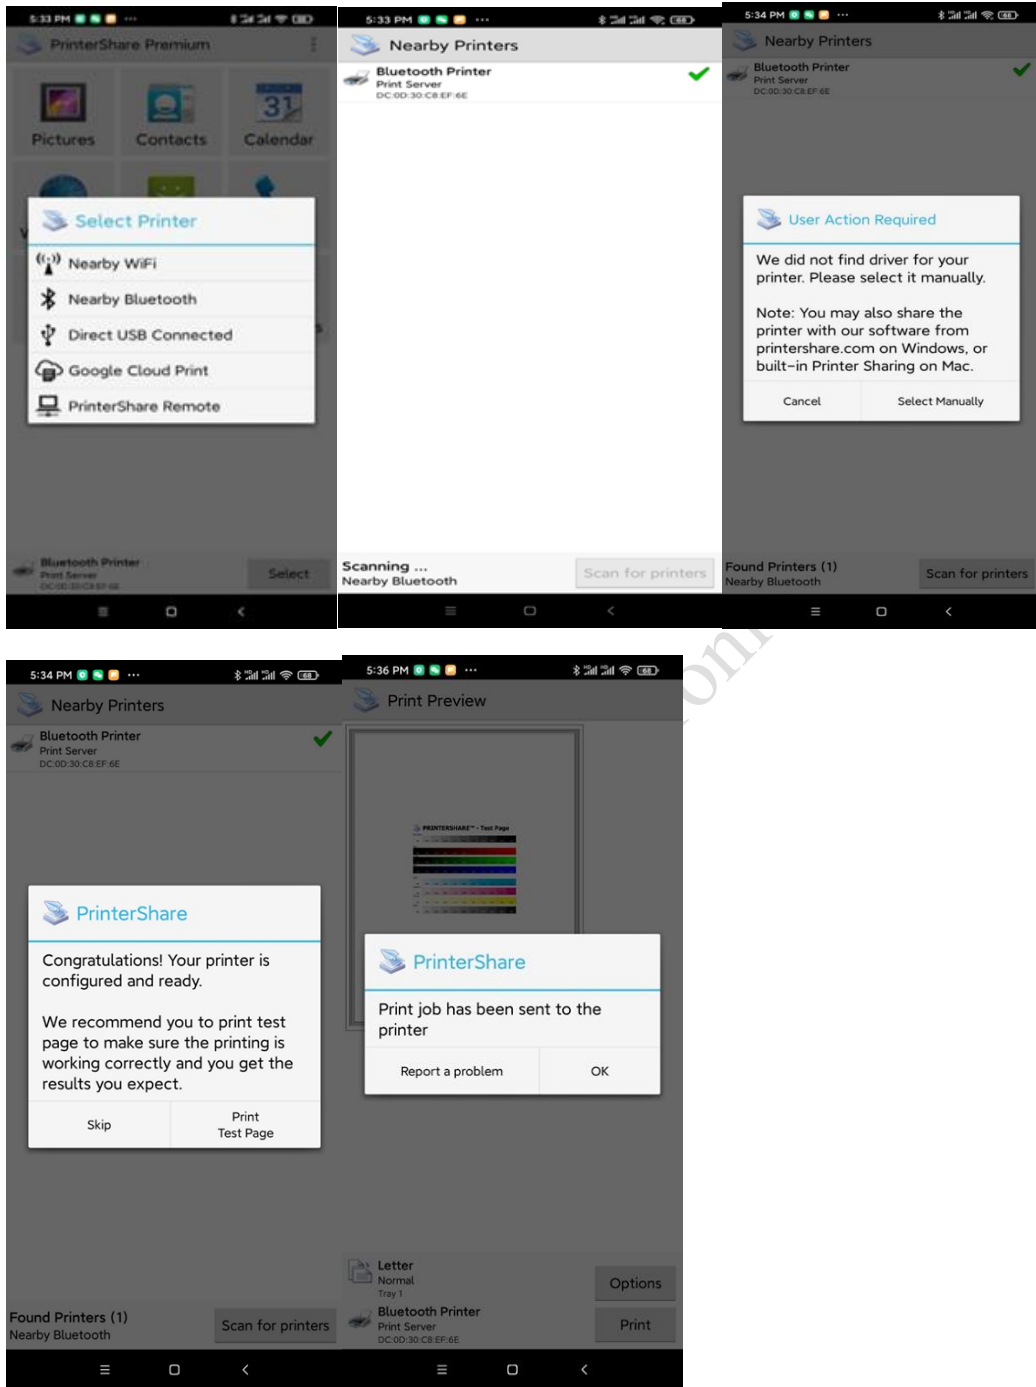 5:33 PM
PrinterShare Premium
Pictures
Contacts
Calendar
Select Printer
Nearby WiFi
Nearby Bluetooth
Direct USB Connected
Google Cloud Print
PrinterShare Remote
Bluetooth Printer
Print Server
Select
5:33 PM
68
Nearby Printers
Bluetooth Printer
Print Server
DC:0D:30:C8:EF:6E
Scanning ...
Nearby Bluetooth
Scan for printers
5:34 PM
68
Nearby Printers
Bluetooth Printer
Print Server
DC:0D:30:C8:EF:6E
User Action Required
We did not find driver for your
printer. Please select it manually.
Note: You may also share the
printer with our software from
printershare.com on Windows, or
built-in Printer Sharing on Mac.
Cancel
Select Manually
Found Printers (1)
Nearby Bluetooth
Scan for printers
5:34 PM
68
Nearby Printers
Bluetooth Printer
Print Server
DC:0D:30:C8:EF:6E
PrinterShare
Congratulations! Your printer is
configured and ready.
We recommend you to print test
page to make sure the printing is
working correctly and you get the
results you expect.
Skip
Print
Test Page
Found Printers (1)
Nearby Bluetooth
Scan for printers
5:36 PM
68
Print Preview
PRINTERSHARE™ - Test Page
PrinterShare
Print job has been sent to the
printer
Report a problem
OK
Letter
Normal
Tray 1
Options
Bluetooth Printer
Print Server
DC:0D:30:C8:EF:6E
Print